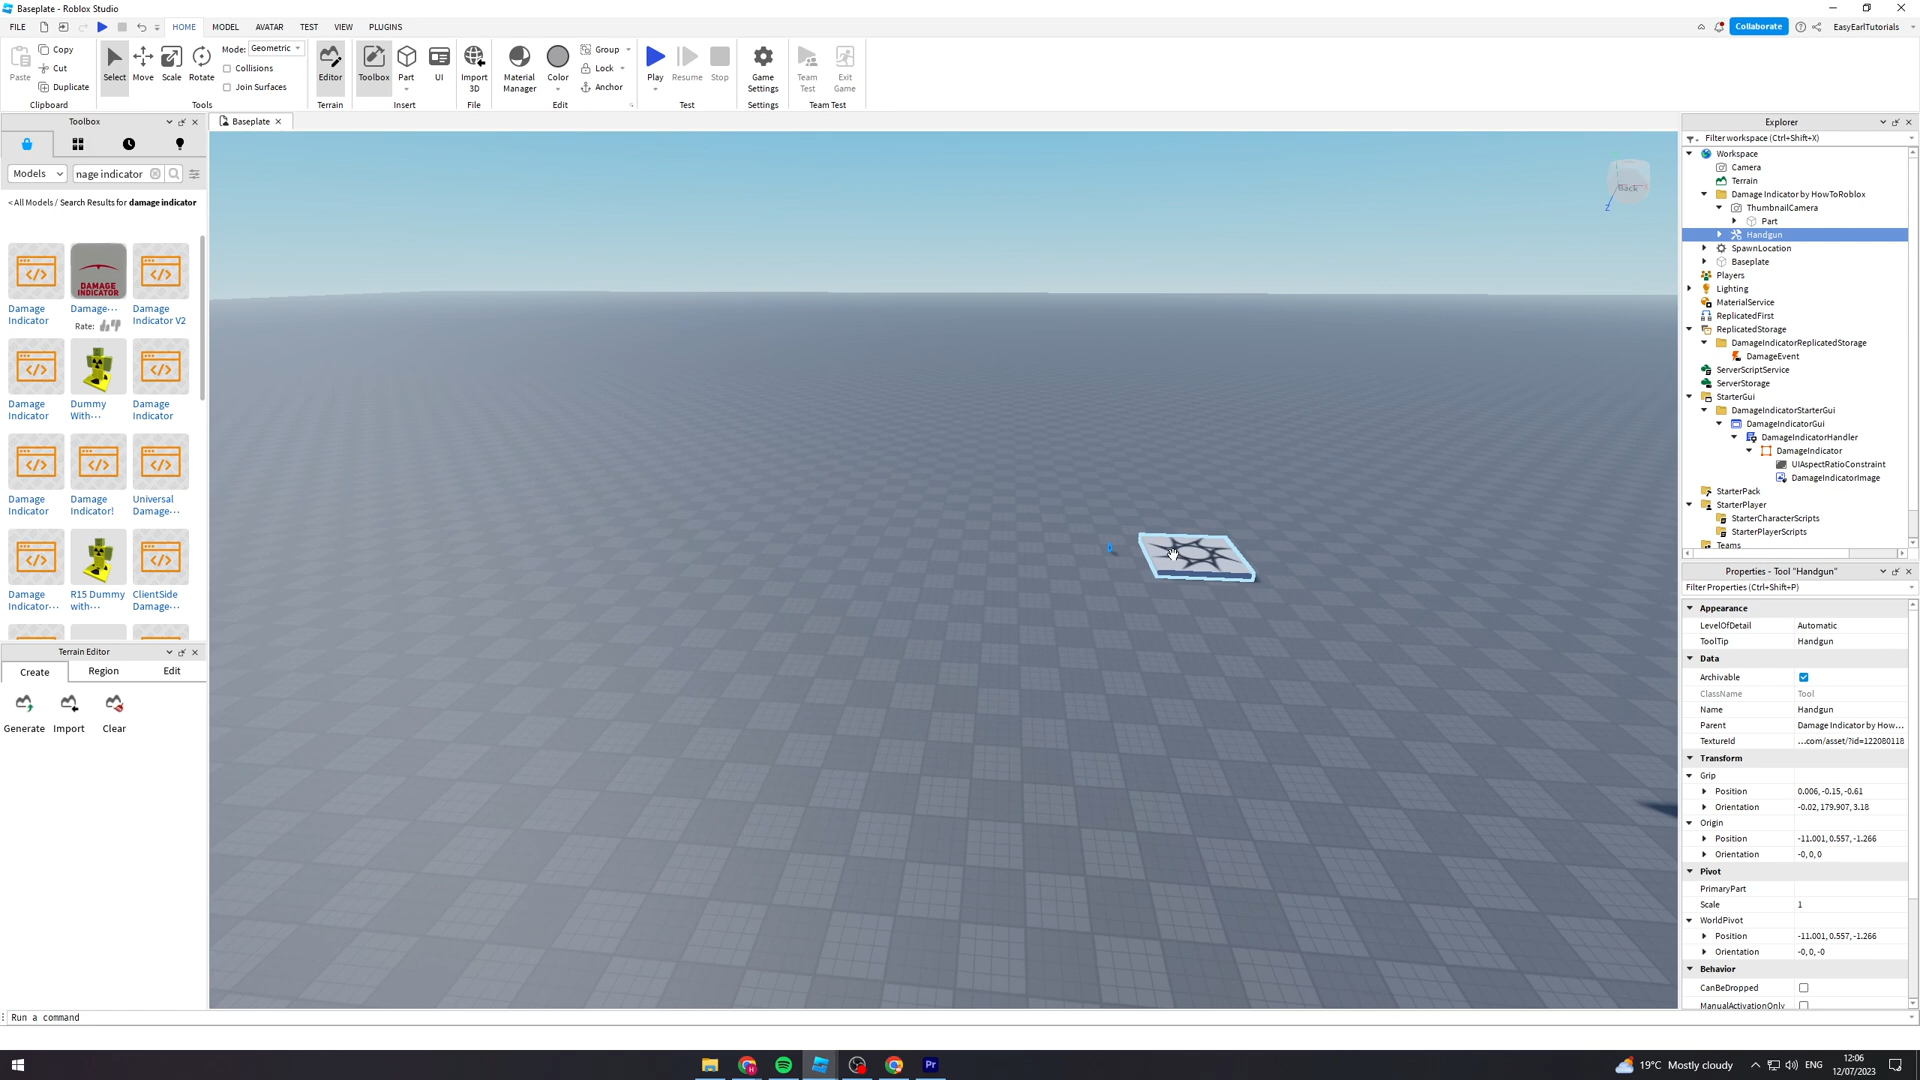 Baseplate - Roblox Studio
FILE
HOME
MODEL
AVATAR
TEST
VIEW
PLUGINS
Collaborate
EasyEarlTutorials
Paste
Copy
Cut
Duplicate
Clipboard
Select
Move
Scale
Rotate
Mode: Geometric
Collisions
Join Surfaces
Tools
Editor
Terrain
Toolbox
Part
UI
Insert
Import 3D
File
Material Manager
Color
Group
Lock
Anchor
Edit
Play
Resume
Stop
Test
Game Settings
Settings
Team Test
Exit Game
Team Test
Toolbox
Models
nage indicator
< All Models / Search Results for damage indicator
DAMAGE INDICATOR
Damage Indicator
Damage···
Rate:
Damage Indicator V2
Damage Indicator
Dummy With···
Damage Indicator
Damage Indicator
Damage Indicator!
Universal Damage···
Damage Indicator···
R15 Dummy with···
ClientSide Damage···
Terrain Editor
Create
Region
Edit
Generate
Import
Clear
Baseplate
Back
Z
Explorer
Filter workspace (Ctrl+Shift+X)
Workspace
Camera
Terrain
Damage Indicator by HowToRoblox
ThumbnailCamera
Part
Handgun
SpawnLocation
Baseplate
Players
Lighting
MaterialService
ReplicatedFirst
ReplicatedStorage
DamageIndicatorReplicatedStorage
DamageEvent
ServerScriptService
ServerStorage
StarterGui
DamageIndicatorStarterGui
DamageIndicatorGui
DamageIndicatorHandler
DamageIndicator
UIAspectRatioConstraint
DamageIndicatorImage
StarterPack
StarterPlayer
StarterCharacterScripts
StarterPlayerScripts
Teams
Properties - Tool "Handgun"
Filter Properties (Ctrl+Shift+P)
Appearance
LevelOfDetail Automatic
ToolTip Handgun
Data
Archivable
ClassName Tool
Name Handgun
Parent Damage Indicator by How...
TextureId ...com/asset/?id=122080118
Transform
Grip
Position 0.006, -0.15, -0.61
Orientation -0.02, 179.907, 3.18
Origin
Position -11.001, 0.557, -1.266
Orientation -0, 0, 0
Pivot
PrimaryPart
Scale 1
WorldPivot
Position -11.001, 0.557, -1.266
Orientation -0, 0, -0
Behavior
CanBeDropped
ManualActivationOnly
Run a command
Pr
19°C Mostly cloudy
ENG
12:06
12/07/2023